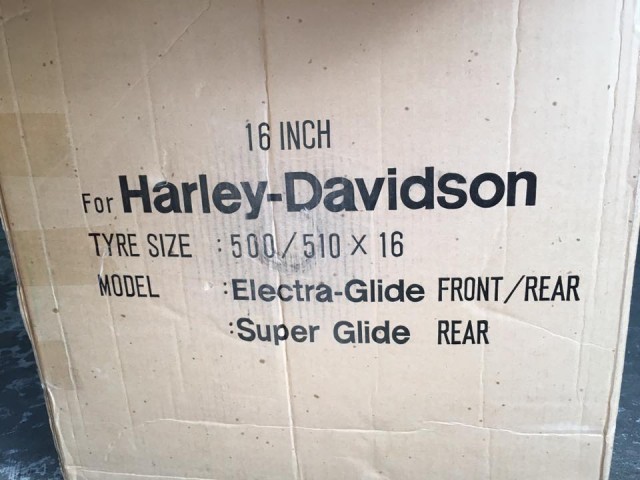 16 INCH
For Harley-Davidson
TYRE SIZE : 500/510 X 16
MODEL :Electra-Glide FRONT/REAR
:Super Glide REAR